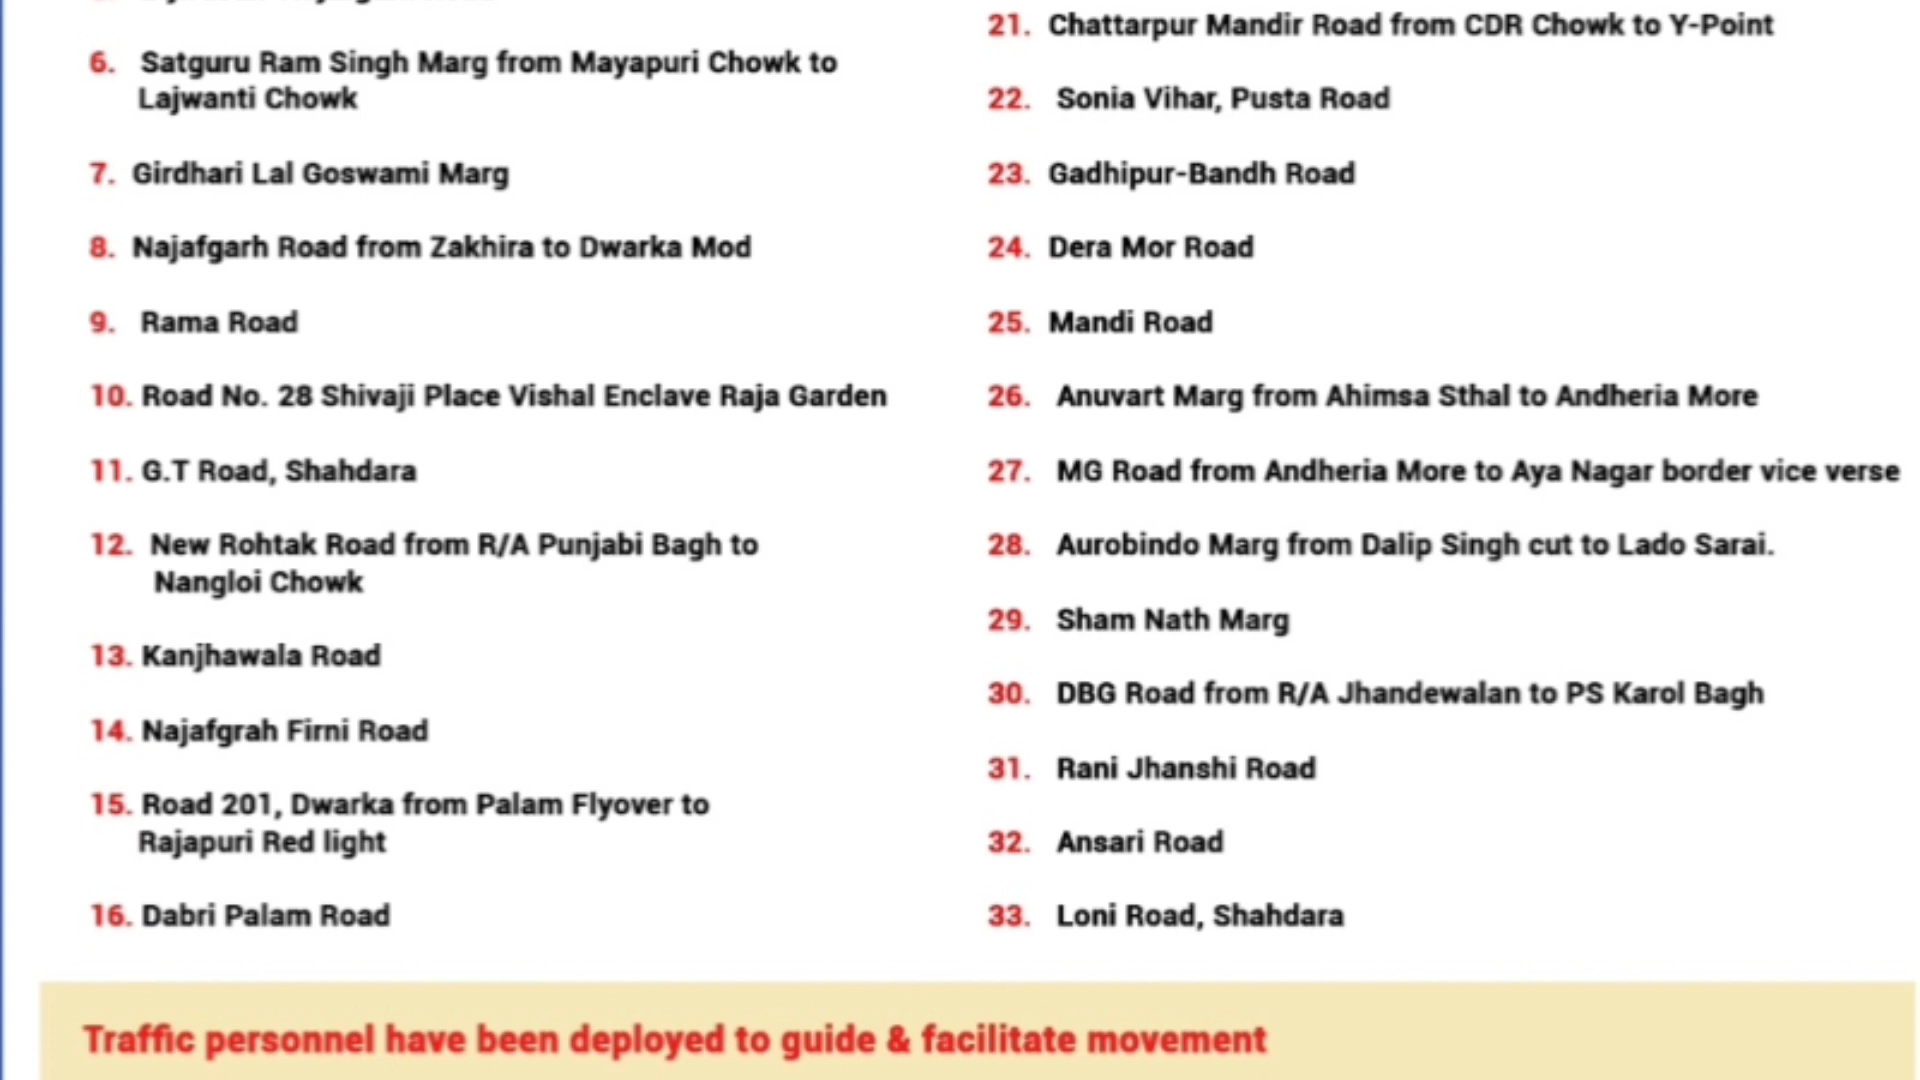 6. Satguru Ram Singh Marg from Mayapuri Chowk to
Lajwanti Chowk
7. Girdhari Lal Goswami Marg
8. Najafgarh Road from Zakhira to Dwarka Mod
9. Rama Road
10. Road No. 28 Shivaji Place Vishal Enclave Raja Garden
11. G.T Road, Shahdara
12. New Rohtak Road from R/A Punjabi Bagh to
Nangloi Chowk
13. Kanjhawala Road
14. Najafgrah Firni Road
15. Road 201, Dwarka from Palam Flyover to
Rajapuri Red light
16. Dabri Palam Road
21. Chattarpur Mandir Road from CDR Chowk to Y-Point
22. Sonia Vihar, Pusta Road
23. Gadhipur-Bandh Road
24. Dera Mor Road
25. Mandi Road
26. Anuvart Marg from Ahimsa Sthal to Andheria More
27. MG Road from Andheria More to Aya Nagar border vice verse
28. Aurobindo Marg from Dalip Singh cut to Lado Sarai.
29. Sham Nath Marg
30. DBG Road from R/A Jhandewalan to PS Karol Bagh
31. Rani Jhanshi Road
32. Ansari Road
33. Loni Road, Shahdara
Traffic personnel have been deployed to guide & facilitate movement